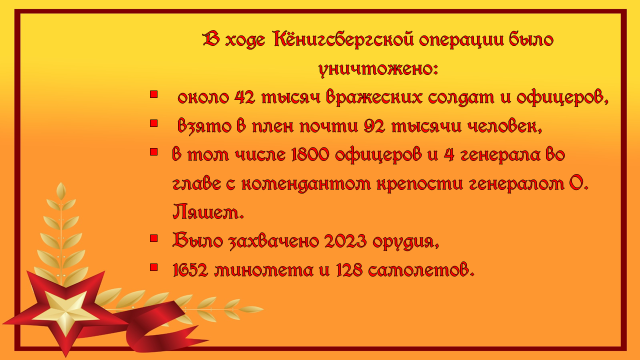 В ходе Кёнигсбергской операции было
уничтожено:
▪ около 42 тысяч вражеских солдат и офицеров,
▪ взято в плен почти 92 тысячи человек,
▪ в том числе 1800 офицеров и 4 генерала во
главе с комендантом крепости генералом О.
Ляшем.
▪ Было захвачено 2023 орудия,
▪ 1652 миномета и 128 самолетов.